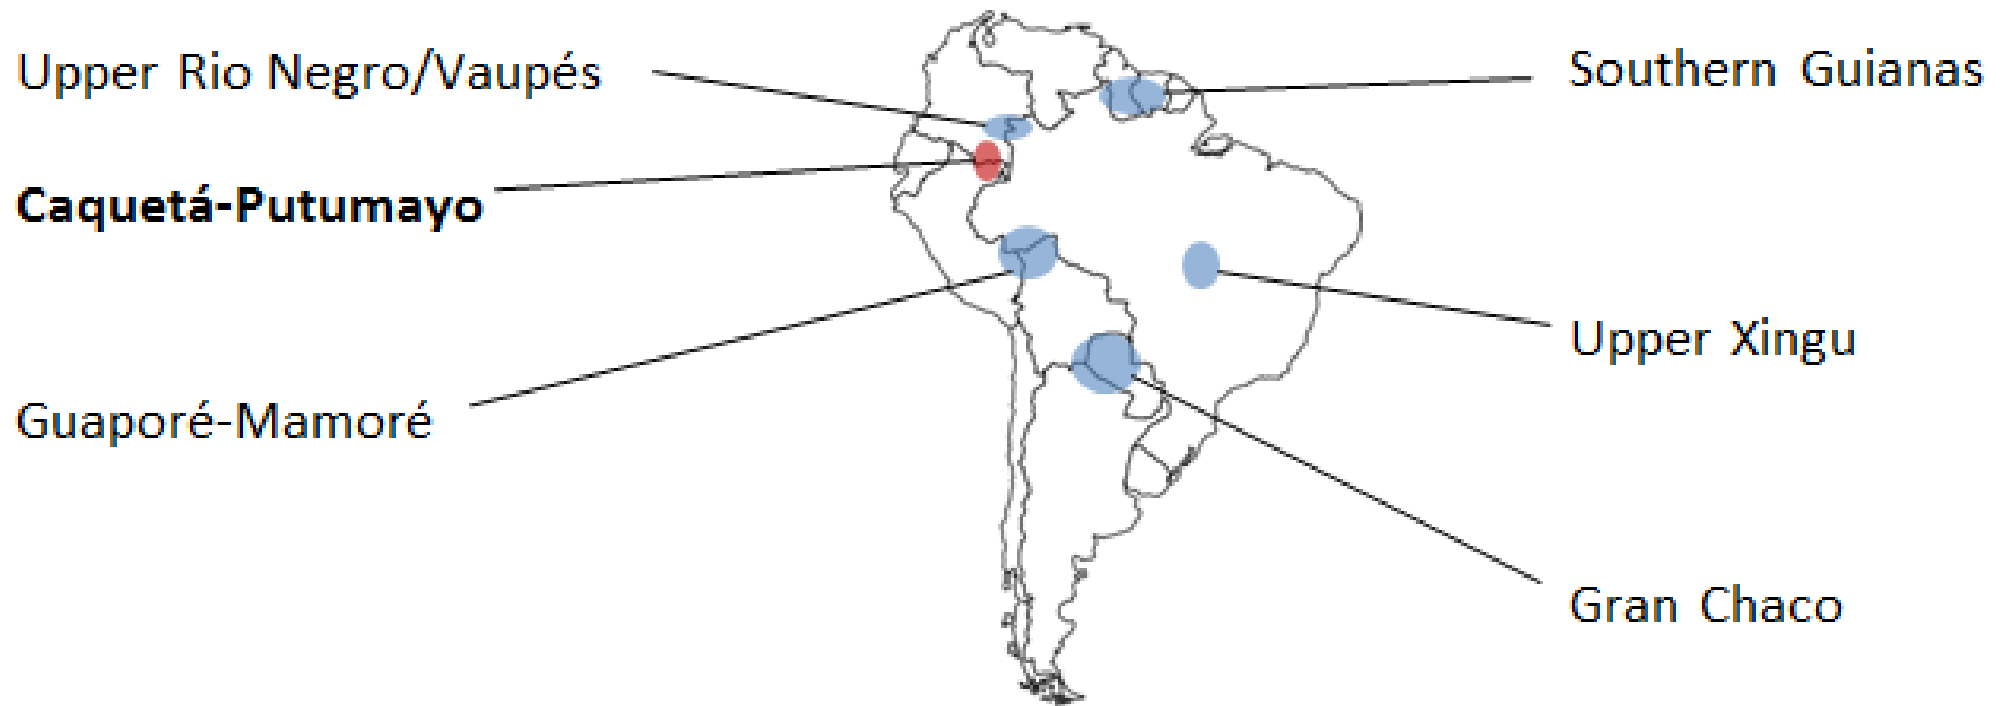 Upper Rio Negro/Vaupés
Southern Guianas
Caquetá-Putumayo
Upper Xingu
Guaporé-Mamoré
Gran Chaco